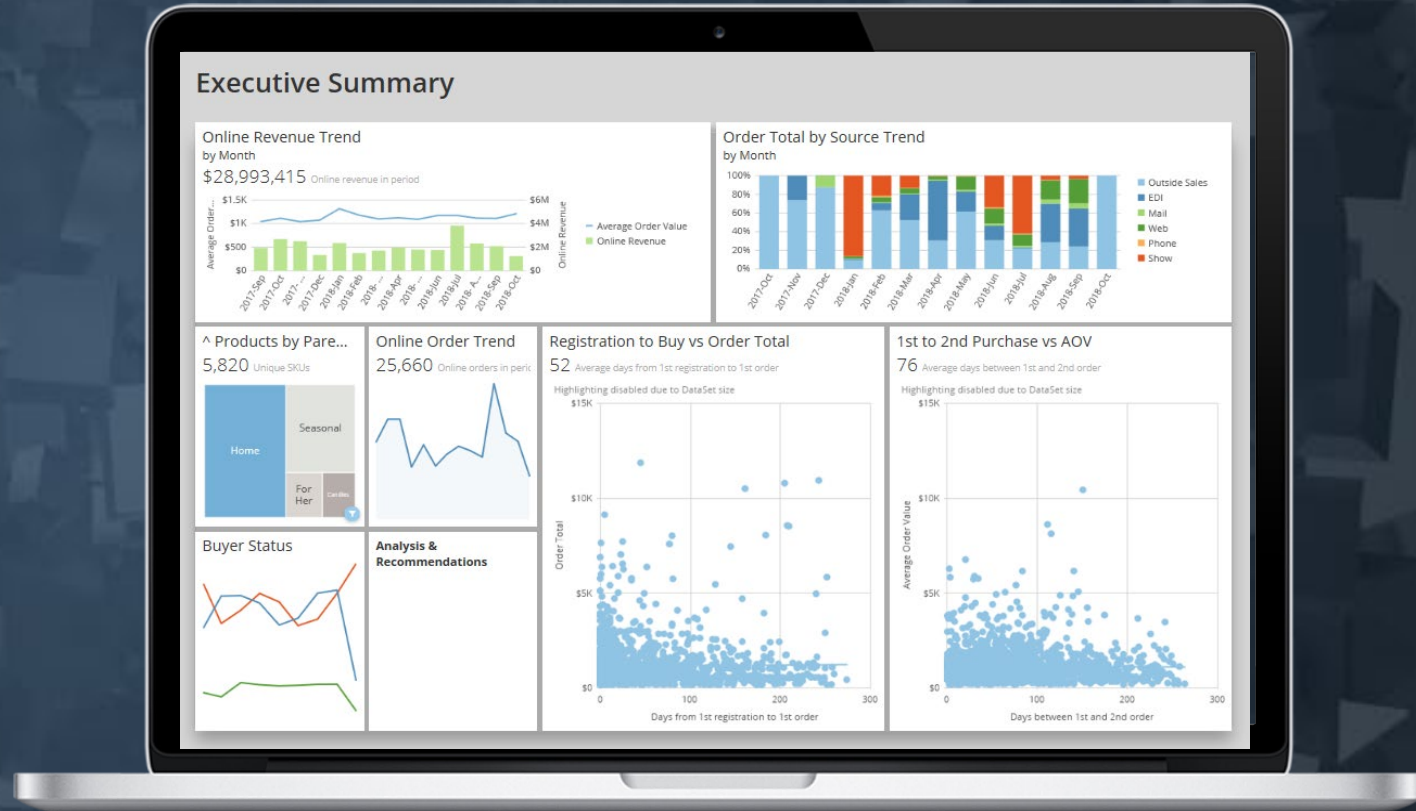 Executive Summary
Online Revenue Trend
by Month
$28,993,415 Online revenue in period
$1.5K
$1K
$500
$0
Average Order...
$6M
$4M
$2M
$0
Online Revenue
Average Order Value
Online Revenue
2017-Sep
2017-Oct
2017-...
2017-Dec
2018-Jan
2018-Feb
2018-...
2018-Apr
2018-...
2018-Jun
2018-Jul
2018-A...
2018-Sep
2018-Oct
Order Total by Source Trend
by Month
100%
80%
60%
40%
20%
0%
2017-Oct
2017-Nov
2017-Dec
2018-Jan
2018-Feb
2018-Mar
2018-Apr
2018-May
2018-Jun
2018-Jul
2018-Aug
2018-Sep
2018-Oct
Outside Sales
EDI
Mail
Web
Phone
Show
^ Products by Pare...
5,820 Unique SKUs
Home
Seasonal
For
Her
Online Order Trend
25,660 Online orders in peric
Registration to Buy vs Order Total
52 Average days from 1st registration to 1st order
Highlighting disabled due to DataSet size
$15K
$10K
$5K
$0
Order Total
0
100
200
300
Days from 1st registration to 1st order
1st to 2nd Purchase vs AOV
76 Average days between 1st and 2nd order
Highlighting disabled due to DataSet size
$15K
$10K
$5K
$0
Average Order Value
0
100
200
300
Days between 1st and 2nd order
Buyer Status
Analysis &
Recommendations